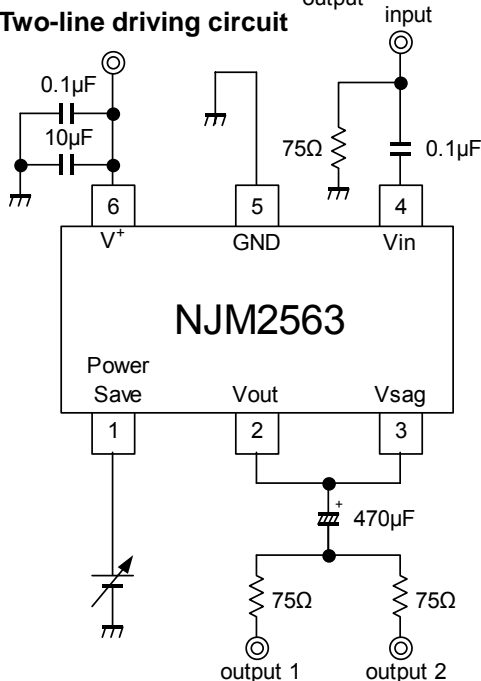 output
Two-line driving circuit
input
0.1µF
10µF
75Ω
0.1µF
6
5
4
V+
GND
Vin
NJM2563
Power
Save
Vout
Vsag
1
2
3
+
470µF
75Ω
75Ω
output 1
output 2